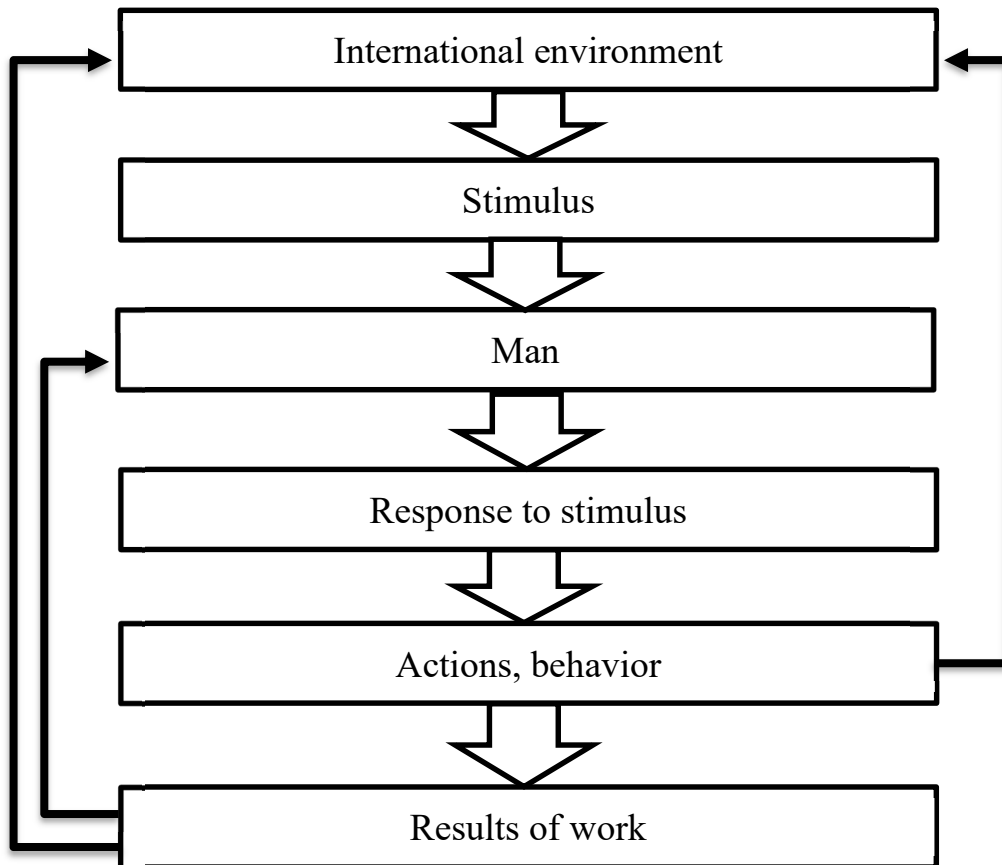 International environment
Stimulus
Man
Response to stimulus
Actions, behavior
Results of work